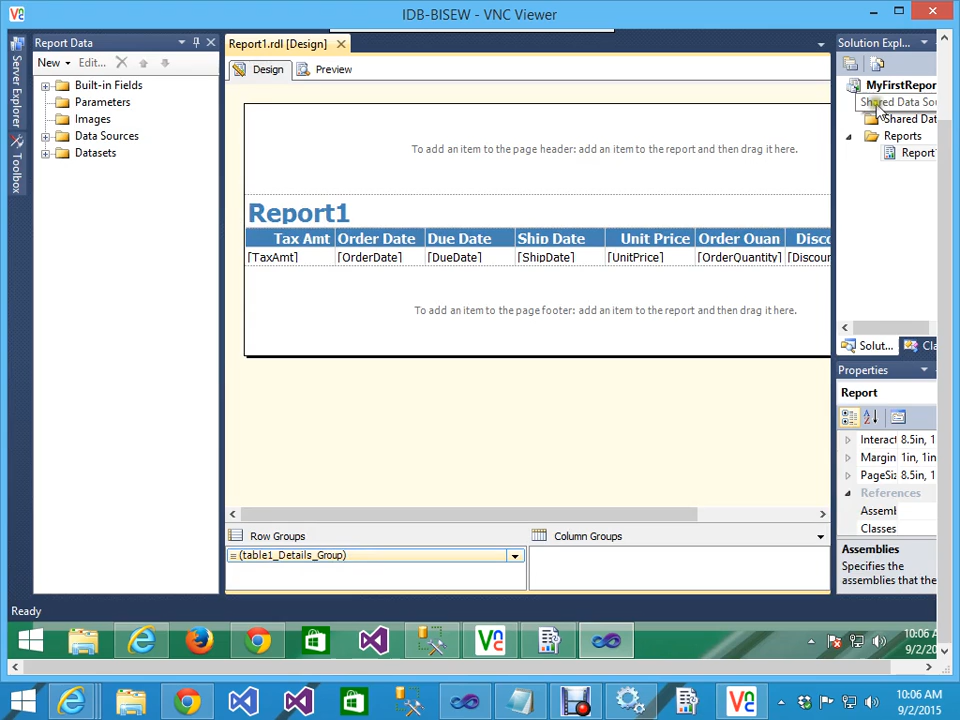 IDB-BISEW - VNC Viewer
Report Data
Report1.rdl [Design]
Solution Expl...
New
Edit...
Design
Preview
Server Explorer
Toolbox
Built-in Fields
Parameters
Images
Data Sources
Datasets
To add an item to the page header: add an item to the report and then drag it here.
Report1
Tax Amt Order Date Due Date Ship Date Unit Price Order Quan Disco
[TaxAmt] [OrderDate] [DueDate] [ShipDate] [UnitPrice] [OrderQuantity] [Discour
To add an item to the page footer: add an item to the report and then drag it here.
MyFirstRepor
Shared Data Sou
Shared Dat
Reports
Report
Solut...
Cla
Properties
Report
Interact 8.5in, 1
Margin 1in, 1in
PageSiz 8.5in, 1
References
Assemb
Classes
Assemblies
Specifies the
assemblies that the
Row Groups
Column Groups
(table1_Details_Group)
Ready
10:06 A
9/2/20
10:06 AM
9/2/2015